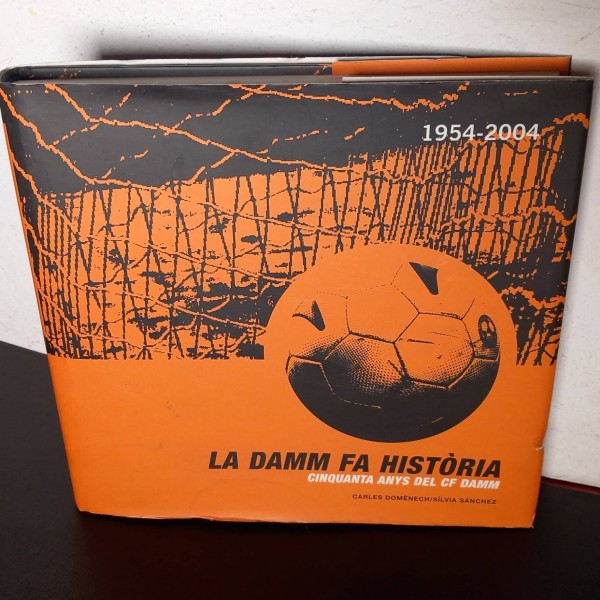 1954-2004
LA DAMM FA HISTÒRIA
CINQUANTA ANYS DEL CF DAMM
CARLES DOMÈNECH/SÍLVIA SÁNCHEZ